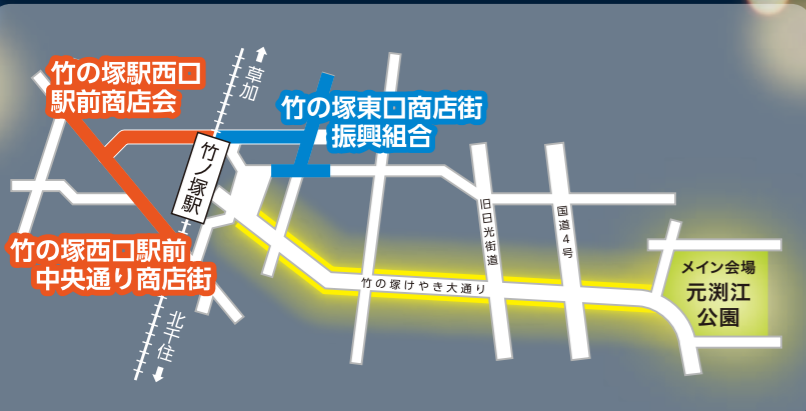 竹の塚駅西口
駅前商店会
草加
竹の塚東口商店街
振興組合
竹ノ塚駅
旧日光街道
国道4号
竹の塚西口駅前
中央通り商店街
竹の塚けやき大通り
メイン会場
元渕江
公園
北千住